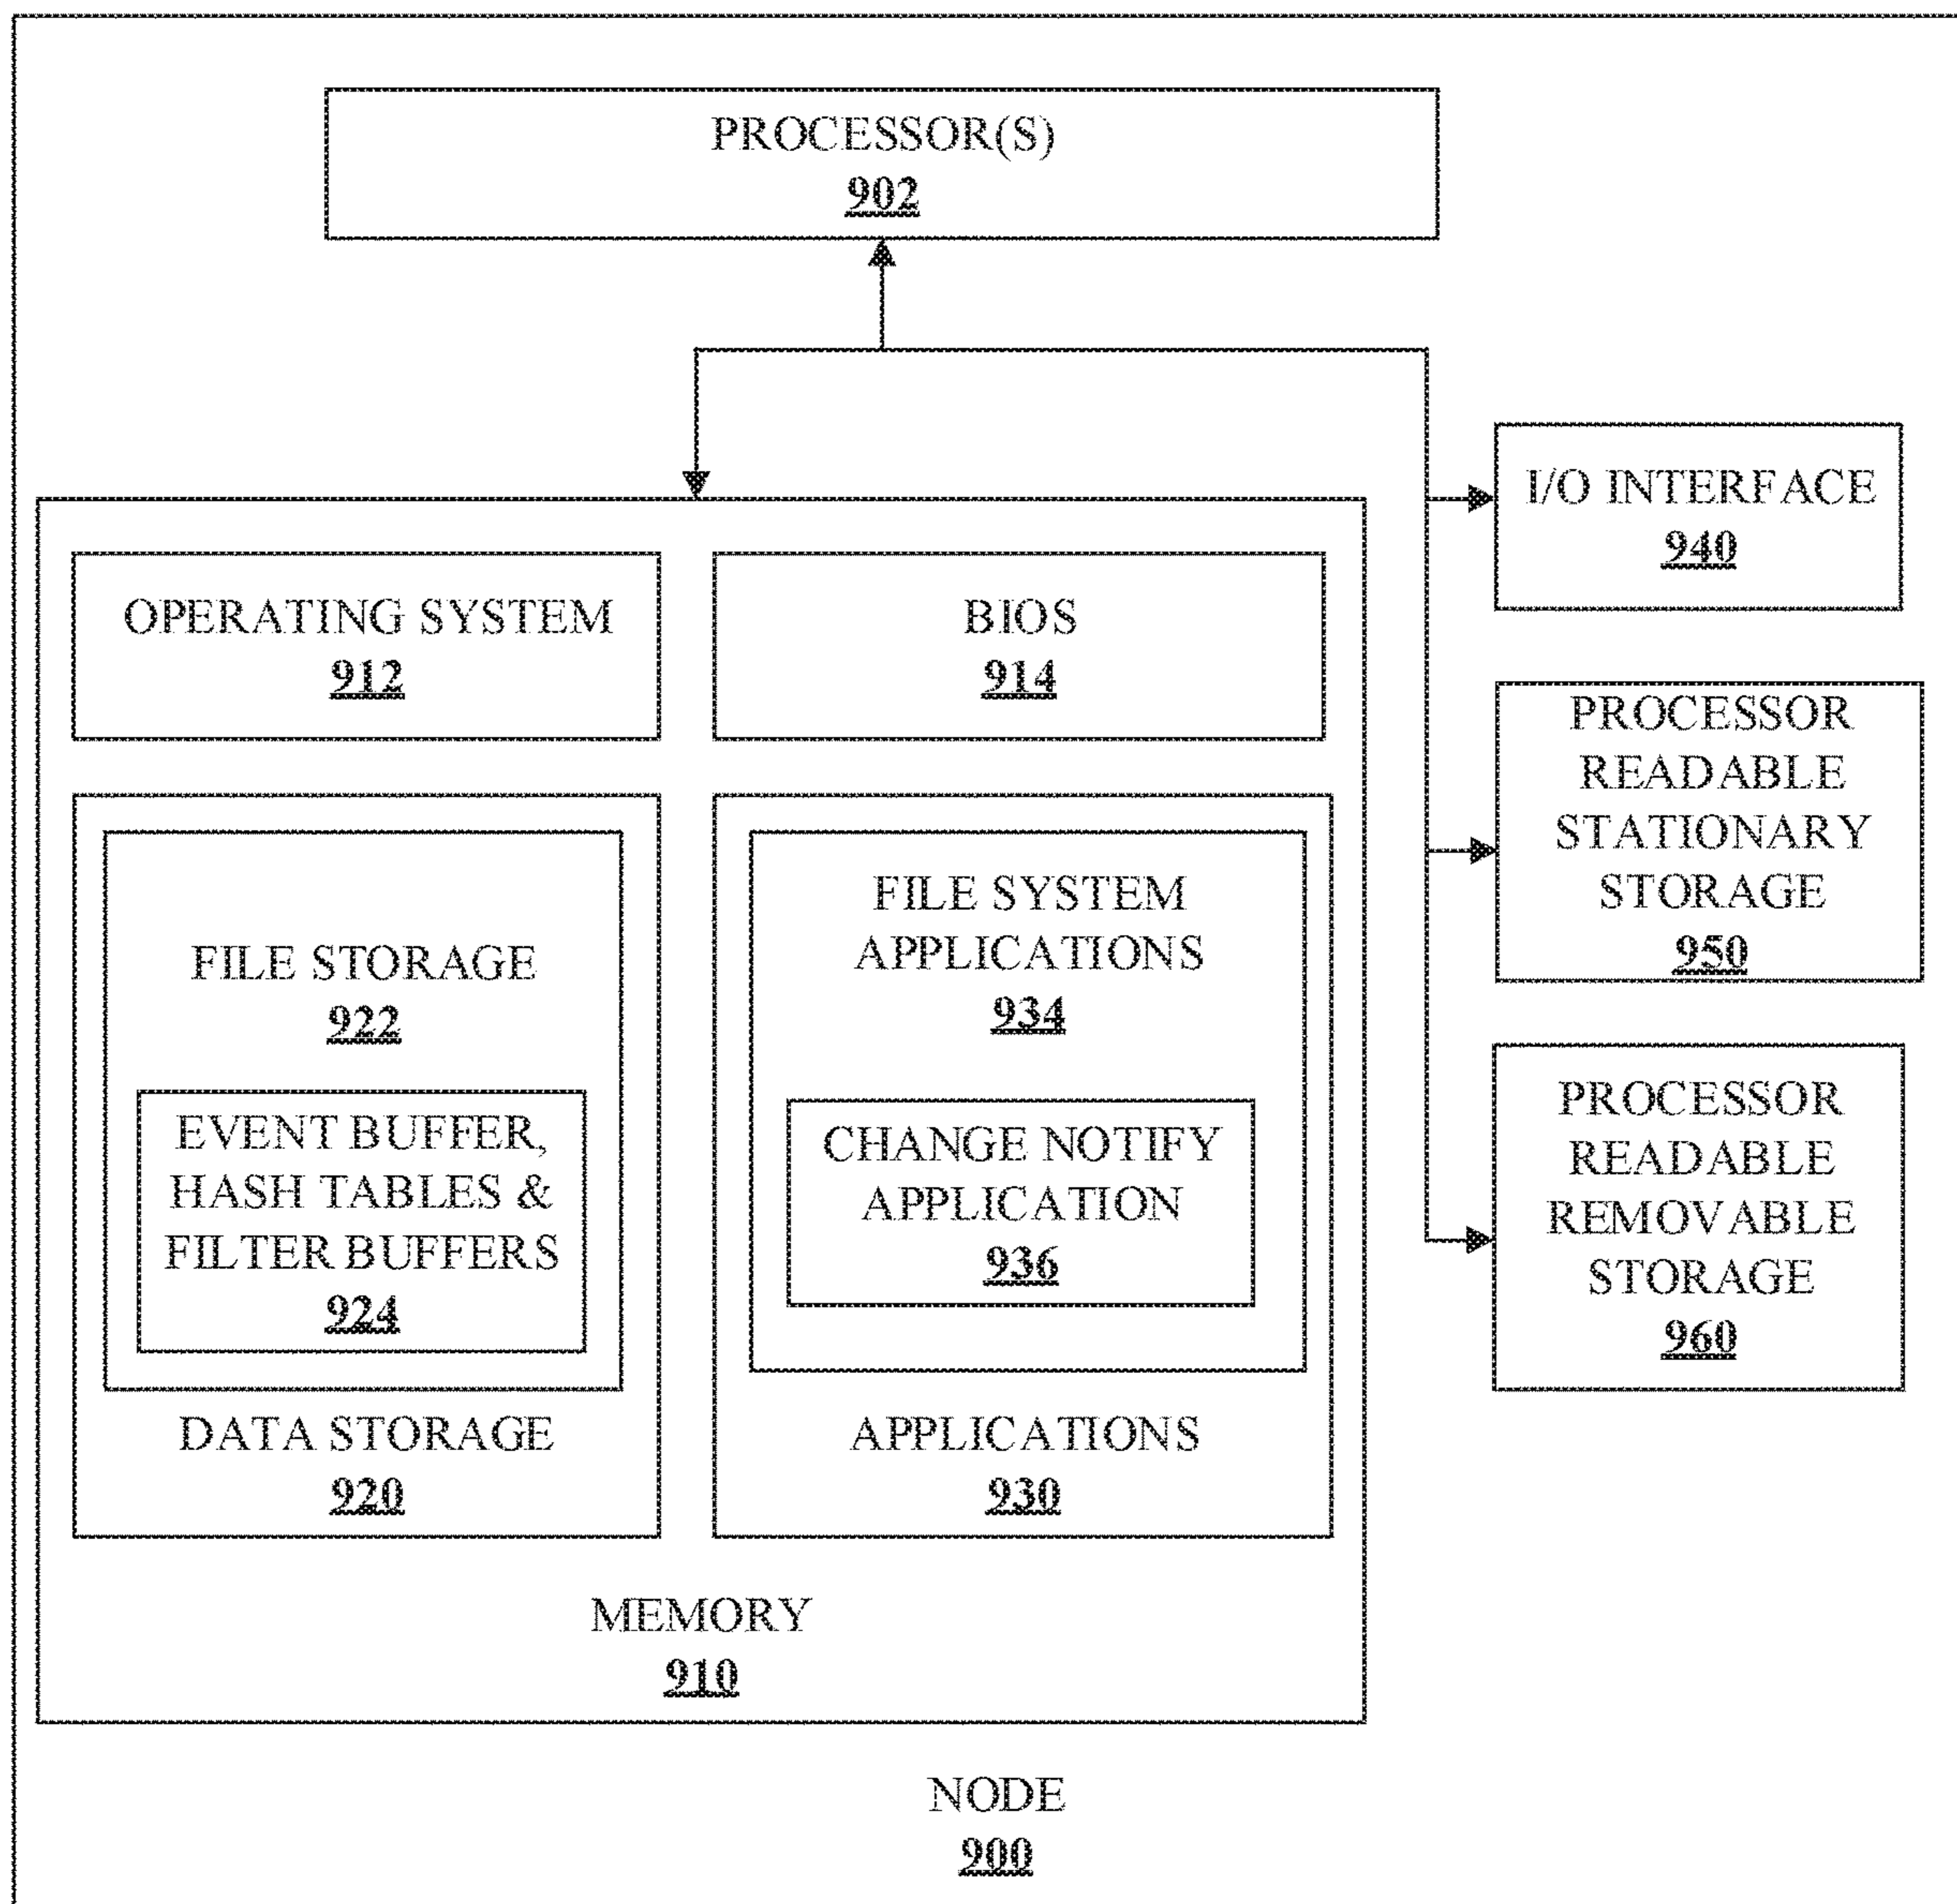 PROCESSOR(S)
902
I/O INTERFACE
940
OPERATING SYSTEM
912
BIOS
914
PROCESSOR
READABLE
STATIONARY
STORAGE
950
FILE STORAGE
922
EVENT BUFFER,
HASH TABLES &
FILTER BUFFERS
924
DATA STORAGE
920
FILE SYSTEM
APPLICATIONS
934
CHANGE NOTIFY
APPLICATION
936
APPLICATIONS
930
PROCESSOR
READABLE
REMOVABLE
STORAGE
960
MEMORY
910
NODE
900